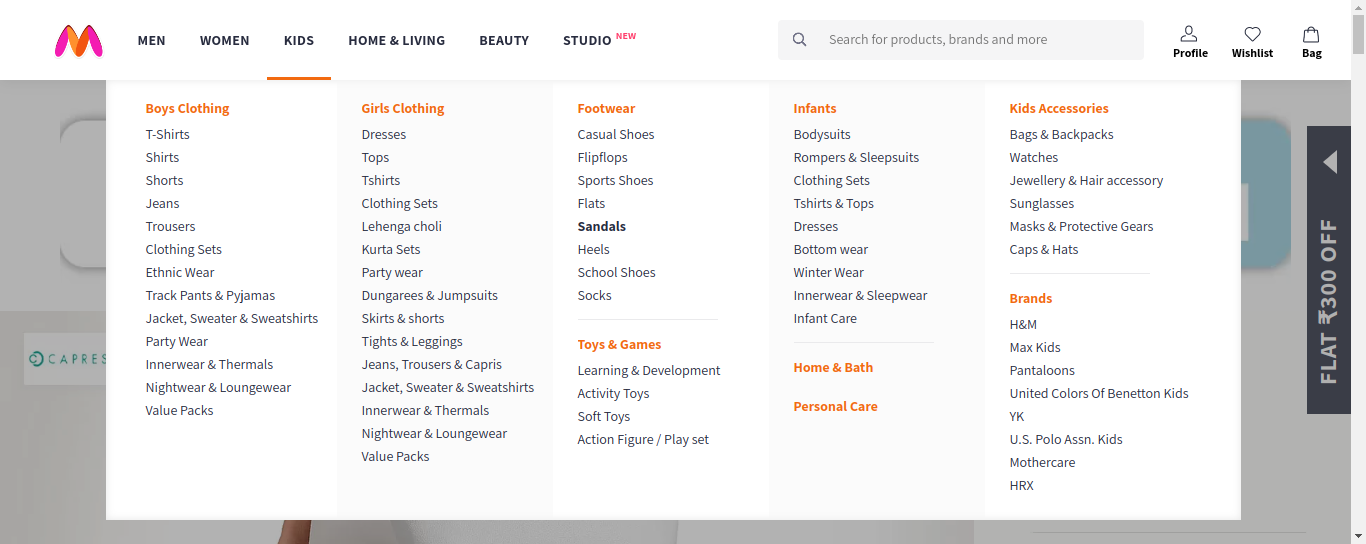 MEN WOMEN KIDS HOME & LIVING BEAUTY STUDIO NEW
Search for products, brands and more
Profile Wishlist Bag
Boys Clothing
T-Shirts
Shirts
Shorts
Jeans
Trousers
Clothing Sets
Ethnic Wear
Track Pants & Pyjamas
Jacket, Sweater & Sweatshirts
Party Wear
Innerwear & Thermals
Nightwear & Loungewear
Value Packs
Girls Clothing
Dresses
Tops
Tshirts
Clothing Sets
Lehenga choli
Kurta Sets
Party wear
Dungarees & Jumpsuits
Skirts & shorts
Tights & Leggings
Jeans, Trousers & Capris
Jacket, Sweater & Sweatshirts
Innerwear & Thermals
Nightwear & Loungewear
Value Packs
Footwear
Casual Shoes
Flipflops
Sports Shoes
Flats
Sandals
Heels
School Shoes
Socks
Toys & Games
Learning & Development
Activity Toys
Soft Toys
Action Figure / Play set
Infants
Bodysuits
Rompers & Sleepsuits
Clothing Sets
Tshirts & Tops
Dresses
Bottom wear
Winter Wear
Innerwear & Sleepwear
Infant Care
Home & Bath
Personal Care
Kids Accessories
Bags & Backpacks
Watches
Jewellery & Hair accessory
Sunglasses
Masks & Protective Gears
Caps & Hats
Brands
H&M
Max Kids
Pantaloons
United Colors Of Benetton Kids
YK
U.S. Polo Assn. Kids
Mothercare
HRX
CAPRES
FLAT ₹300 OFF